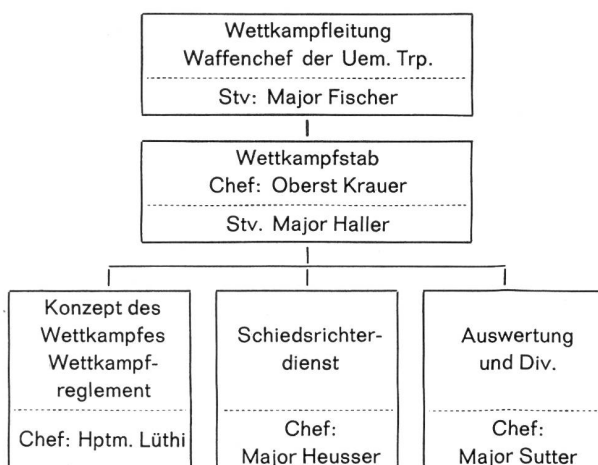 Wettkampfleitung
Waffenchef der Uem. Trp.
Stv: Major Fischer
Wettkampfstab
Chef: Oberst Krauer
Stv. Major Haller
Konzept des
Wettkampfes
Wettkampf-
reglement
Chef: Hptm. Lüthi
Schiedsrichter-
dienst
Chef:
Major Heusser
Auswertung
und Div.
Chef:
Major Sutter